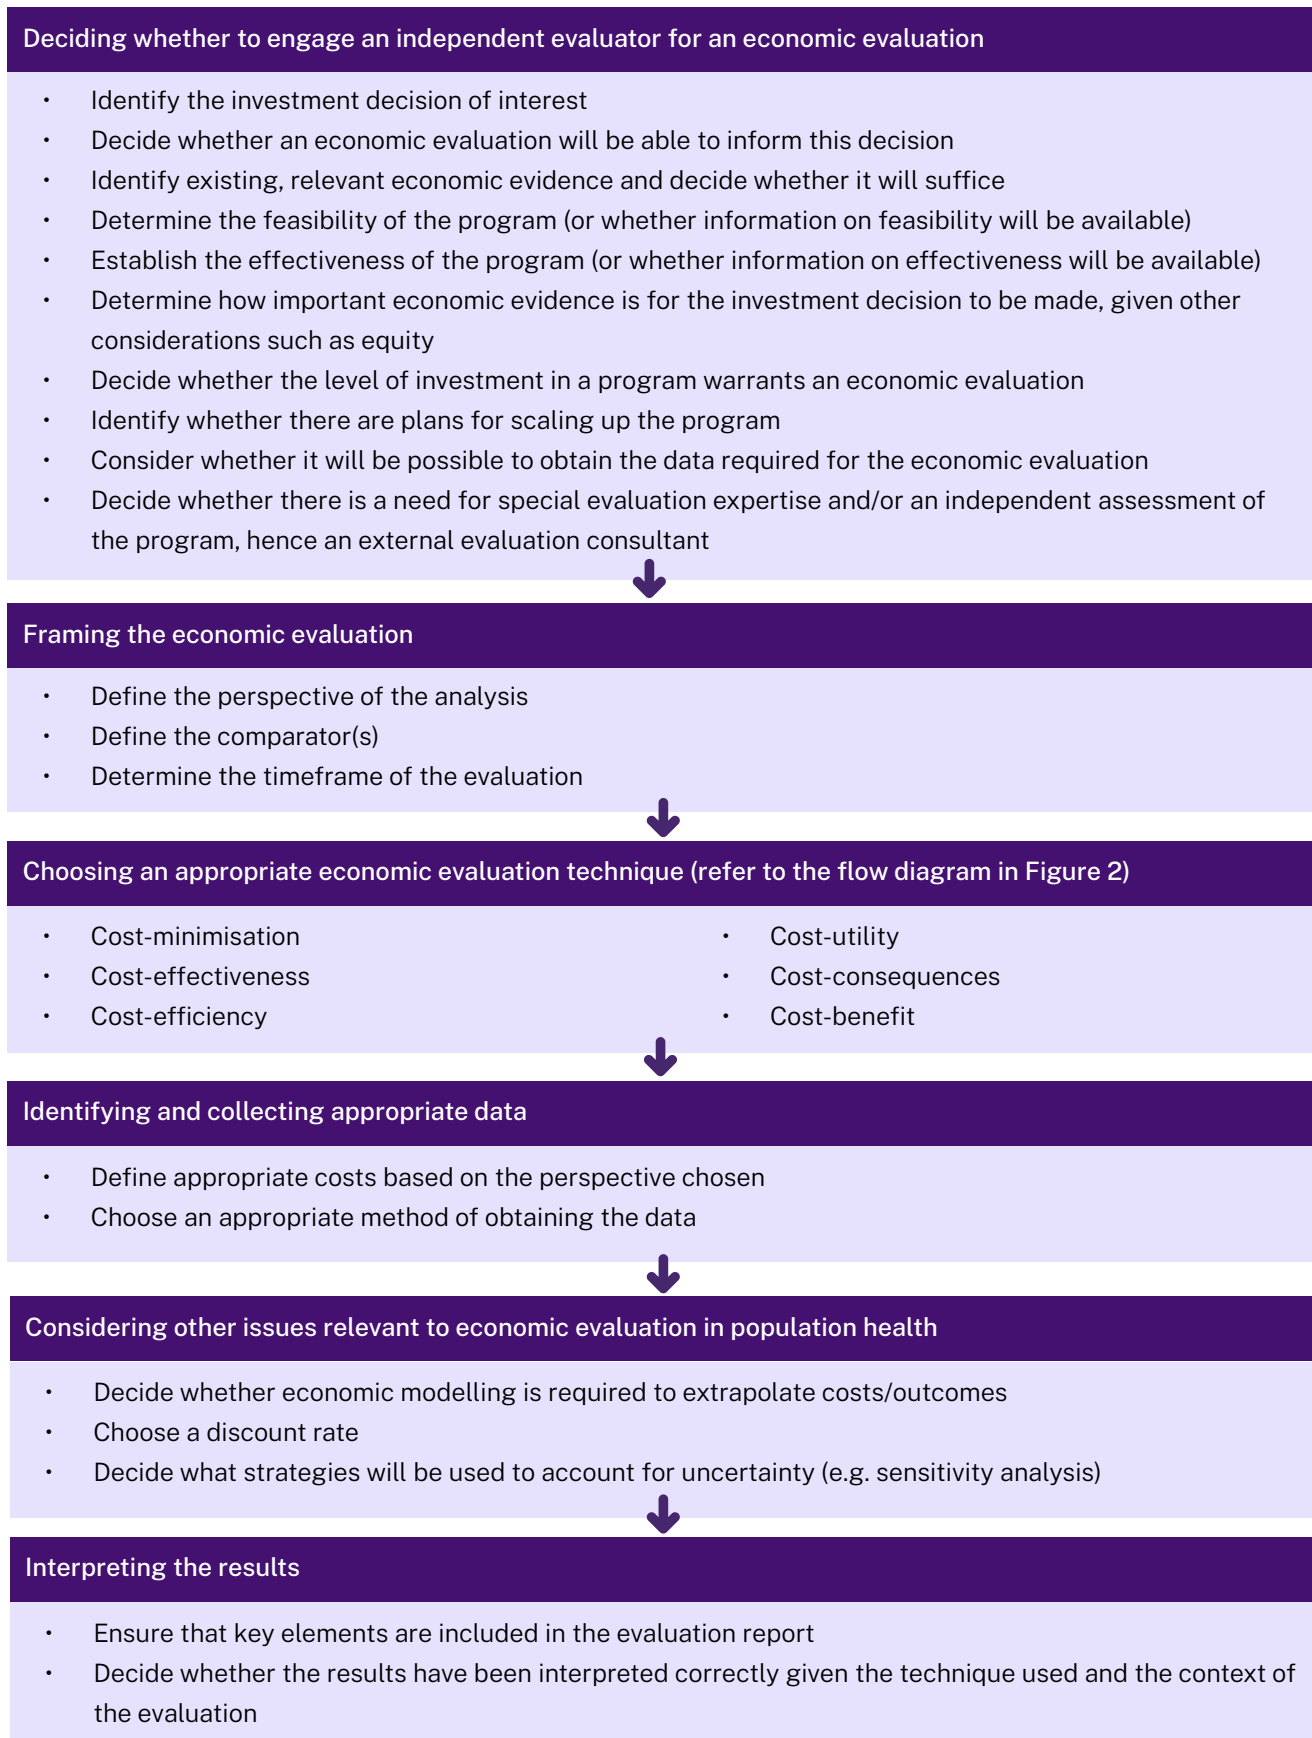 Deciding whether to engage an independent evaluator for an economic evaluation
• Identify the investment decision of interest
• Decide whether an economic evaluation will be able to inform this decision
• Identify existing, relevant economic evidence and decide whether it will suffice
• Determine the feasibility of the program (or whether information on feasibility will be available)
• Establish the effectiveness of the program (or whether information on effectiveness will be available)
• Determine how important economic evidence is for the investment decision to be made, given other
considerations such as equity
• Decide whether the level of investment in a program warrants an economic evaluation
• Identify whether there are plans for scaling up the program
• Consider whether it will be possible to obtain the data required for the economic evaluation
• Decide whether there is a need for special evaluation expertise and/or an independent assessment of
the program, hence an external evaluation consultant
Framing the economic evaluation
• Define the perspective of the analysis
• Define the comparator(s)
• Determine the timeframe of the evaluation
Choosing an appropriate economic evaluation technique (refer to the flow diagram in Figure 2)
• Cost-minimisation
• Cost-effectiveness
• Cost-efficiency
• Cost-utility
• Cost-consequences
• Cost-benefit
Identifying and collecting appropriate data
• Define appropriate costs based on the perspective chosen
• Choose an appropriate method of obtaining the data
Considering other issues relevant to economic evaluation in population health
• Decide whether economic modelling is required to extrapolate costs/outcomes
• Choose a discount rate
• Decide what strategies will be used to account for uncertainty (e.g. sensitivity analysis)
Interpreting the results
• Ensure that key elements are included in the evaluation report
• Decide whether the results have been interpreted correctly given the technique used and the context of
the evaluation